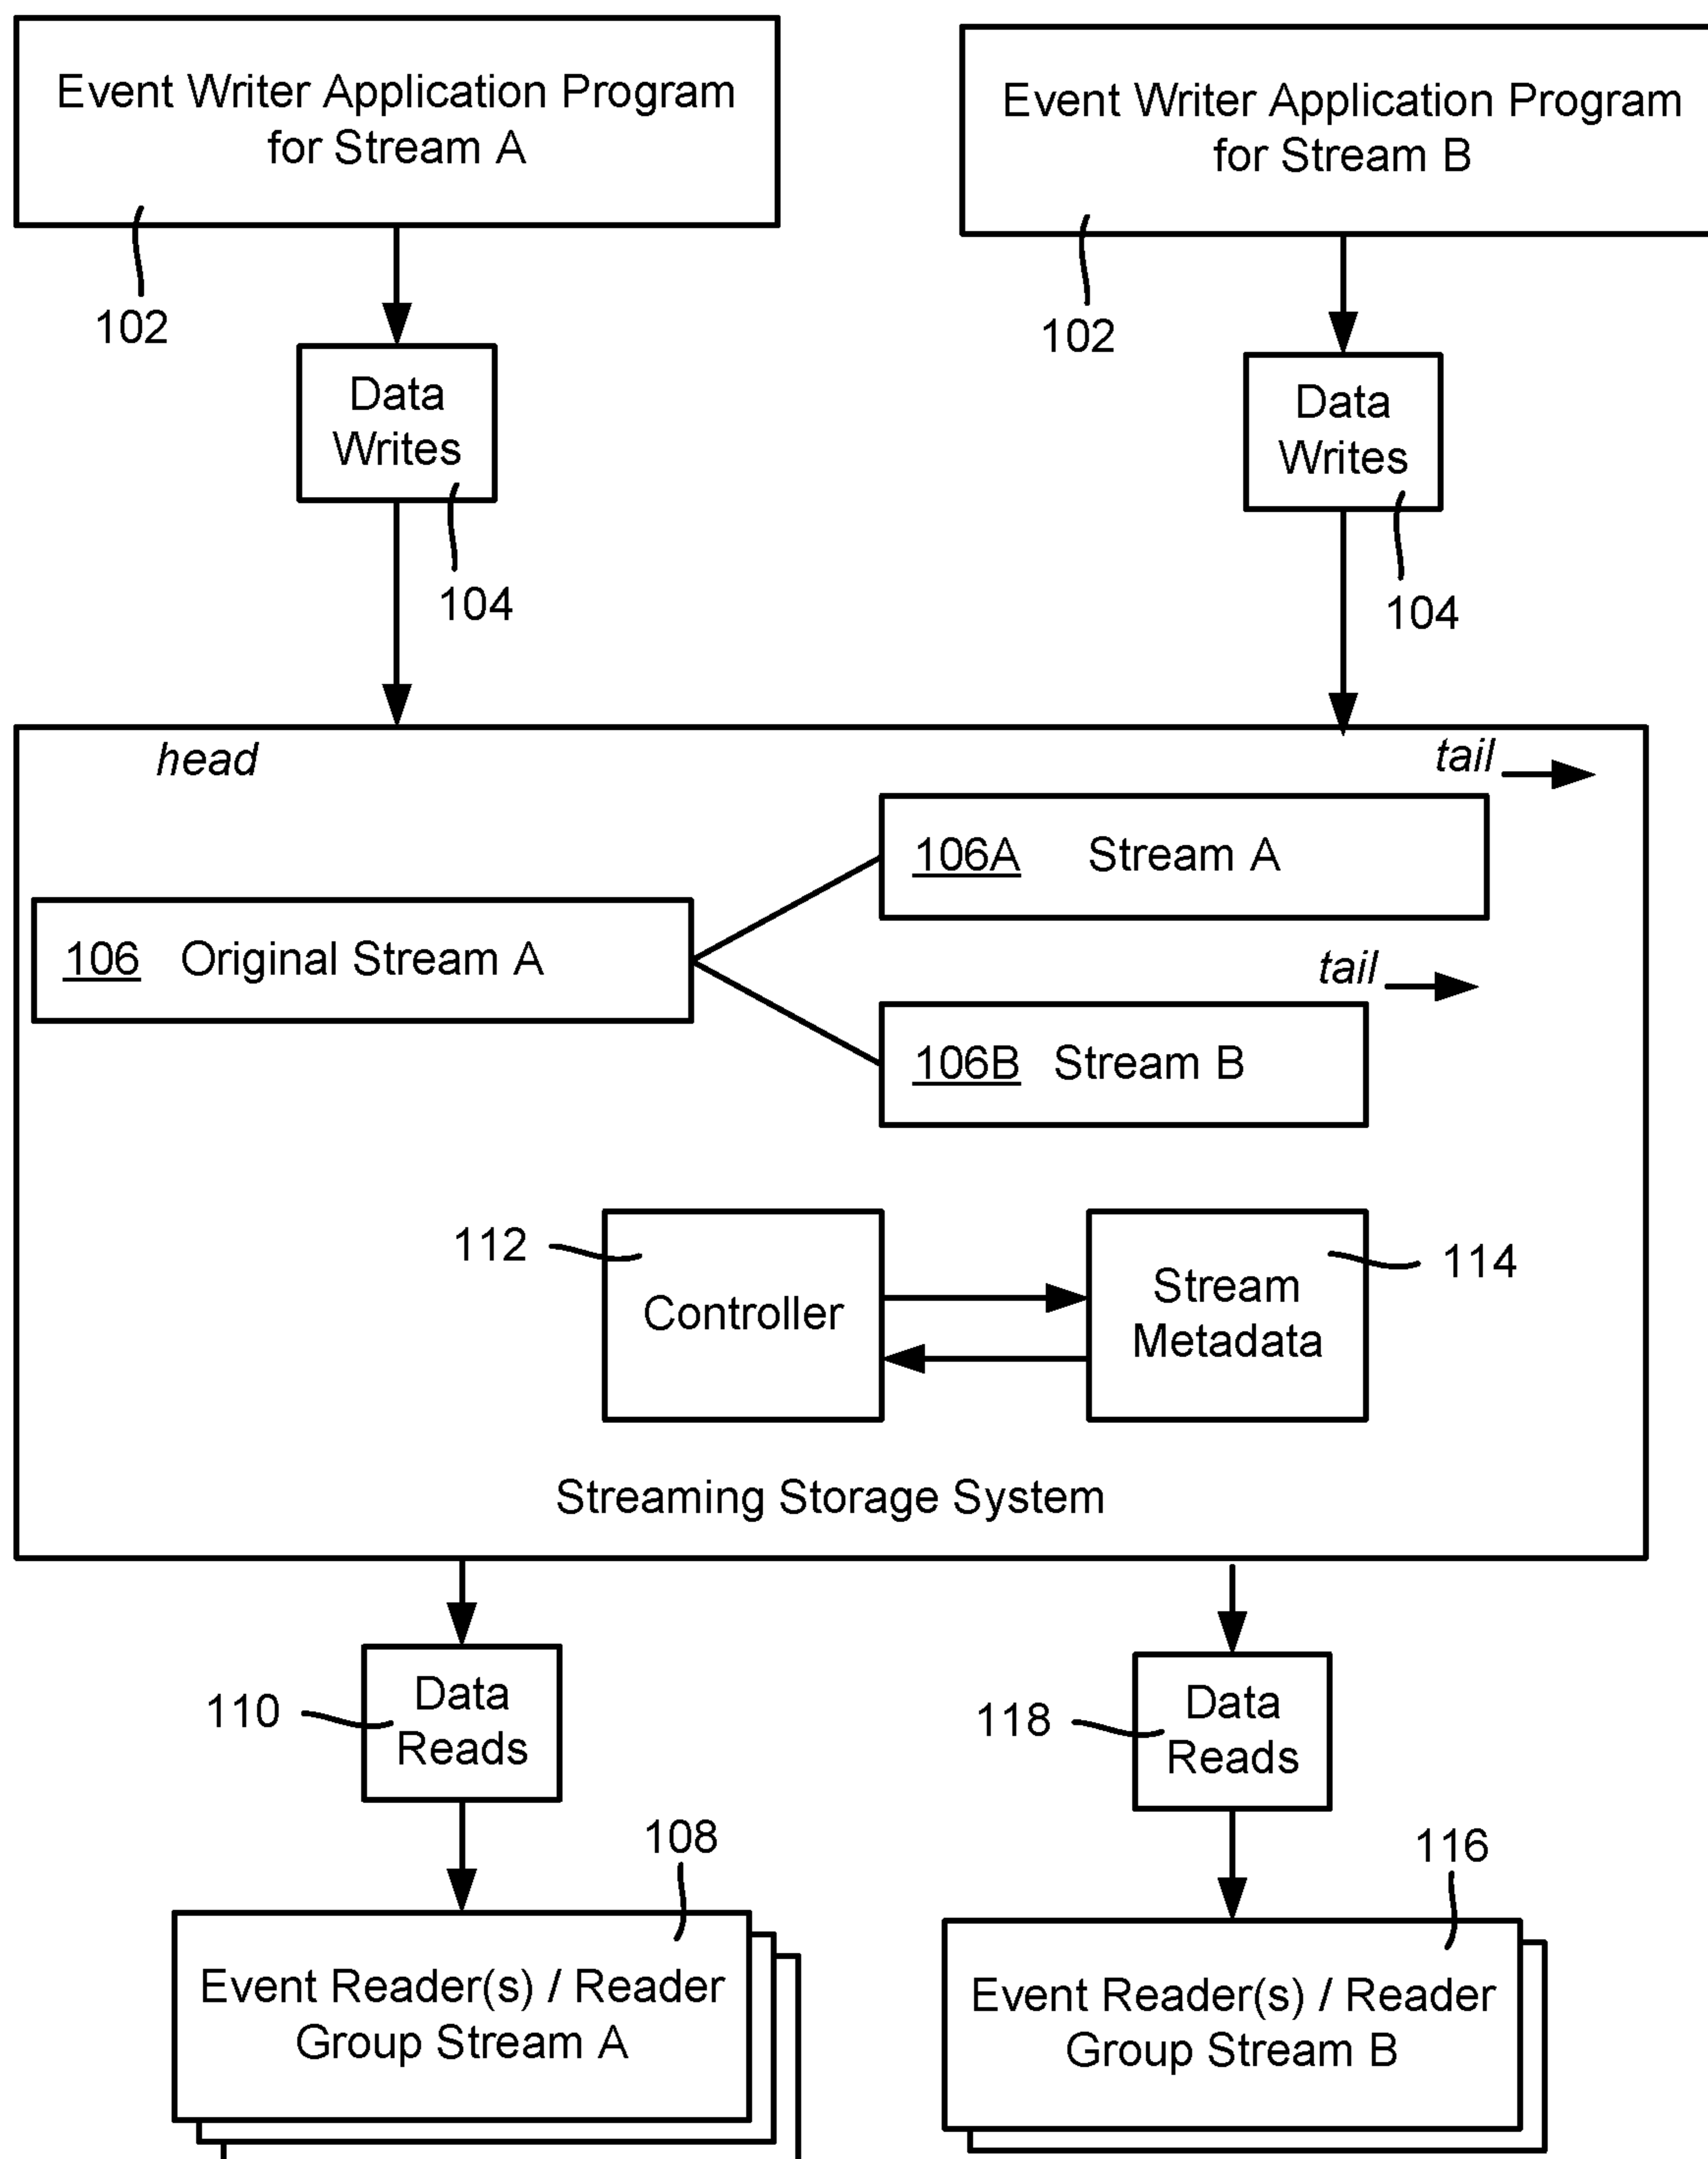 Event Writer Application Program
for Stream A
Event Writer Application Program
for Stream B
102
102
Data
Writes
Data
Writes
104
104
head
tail
106A Stream A
106 Original Stream A
tail
106B Stream B
112
114
Controller
Stream
Metadata
Streaming Storage System
Data
Reads
110
Data
Reads
118
108
116
Event Reader(s) / Reader
Group Stream A
Event Reader(s) / Reader
Group Stream B